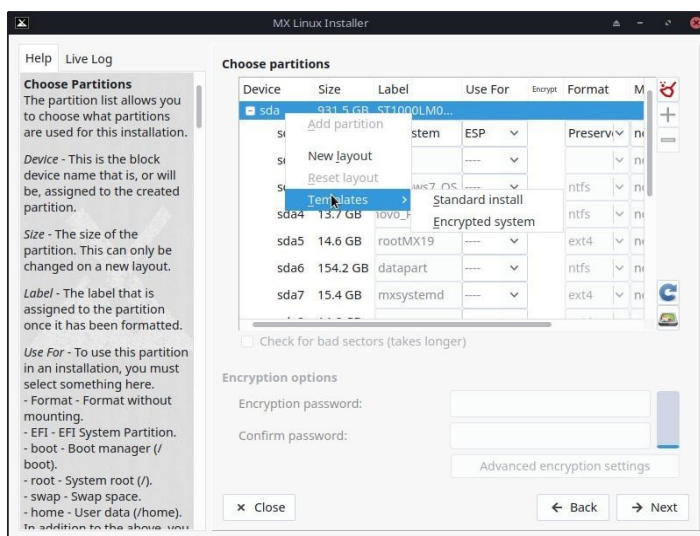 MX Linux Installer
Help Live Log
Choose Partitions
The partition list allows you
to choose what partitions
are used for this installation.
Device - This is the block
device name that is, or will
be, assigned to the created
partition.
Size - The size of the
partition. This can only be
changed on a new layout.
Label - The label that is
assigned to the partition
once it has been formatted.
Use For - To use this partition
in an installation, you must
select something here.
- Format - Format without
mounting.
- EFI - EFI System Partition.
- boot - Boot manager (/
boot).
- root - System root (/).
- swap - Swap space.
- home - User data (/home).
In addition to the above, you
Choose partitions
Device Size Label Use For Encrypt Format M
sda 931.5 GB ST1000LM0...
stem ESP Preserv
ws7_OS ---- ntfs
sda4 13.7 GB ntfs
sda5 14.6 GB rootMX19 ---- ext4
sda6 154.2 GB datapart ---- ntfs
sda7 15.4 GB mxsystemd ---- ext4
Add partition
New layout
Reset layout
Templates
Standard install
Encrypted system
Check for bad sectors (takes longer)
Encryption options
Encryption password:
Confirm password:
Advanced encryption settings
Close
Back
Next